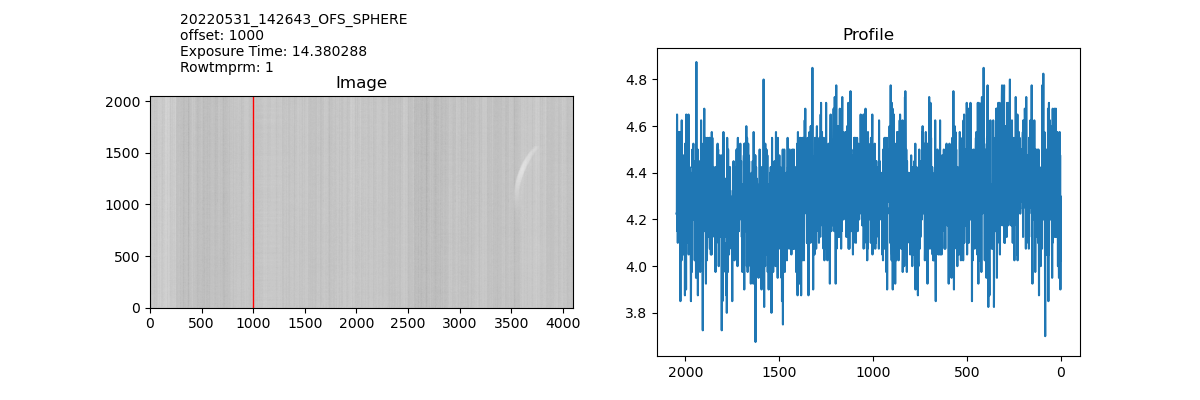 20220531_142643_OFS_SPHERE
offset: 1000
Exposure Time: 14.380288
Rowtmprm: 1
Image
2000
1500
1000
500
0
0 500 1000 1500 2000 2500 3000 3500 4000
Profile
4.8
4.6
4.4
4.2
4.0
3.8
2000 1500 1000 500 0